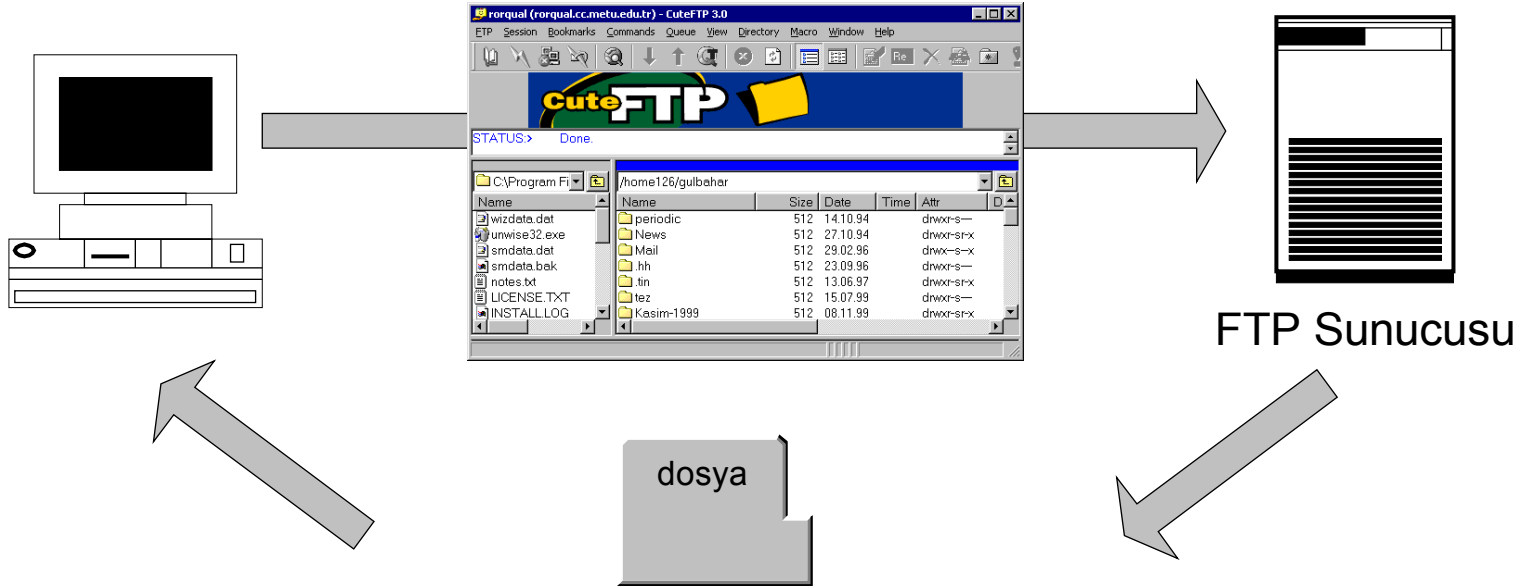 rorqual (rorqual.cc.metu.edu.tr) - CuteFTP 3.0
FTP Session Bookmarks Commands Queue View Directory Macro Window Help
Re
CuteFTP
STATUS:> Done.
C:\Program Fi /home126/gulbahar
Name Name Size Date Time Attr D
wizdata.dat periodic 512 14.10.94 drwxr-s—
unwise32.exe News 512 27.10.94 drwxr-sr-x
smdata.dat Mail 512 29.02.96 drwx--s--x
smdata.bak .hh 512 23.09.96 drwxr-s—
notes.txt .tin 512 13.06.97 drwxr-sr-x
LICENSE.TXT tez 512 15.07.99 drwxr-s—
INSTALL.LOG Kasim-1999 512 08.11.99 drwxr-sr-x
FTP Sunucusu
dosya